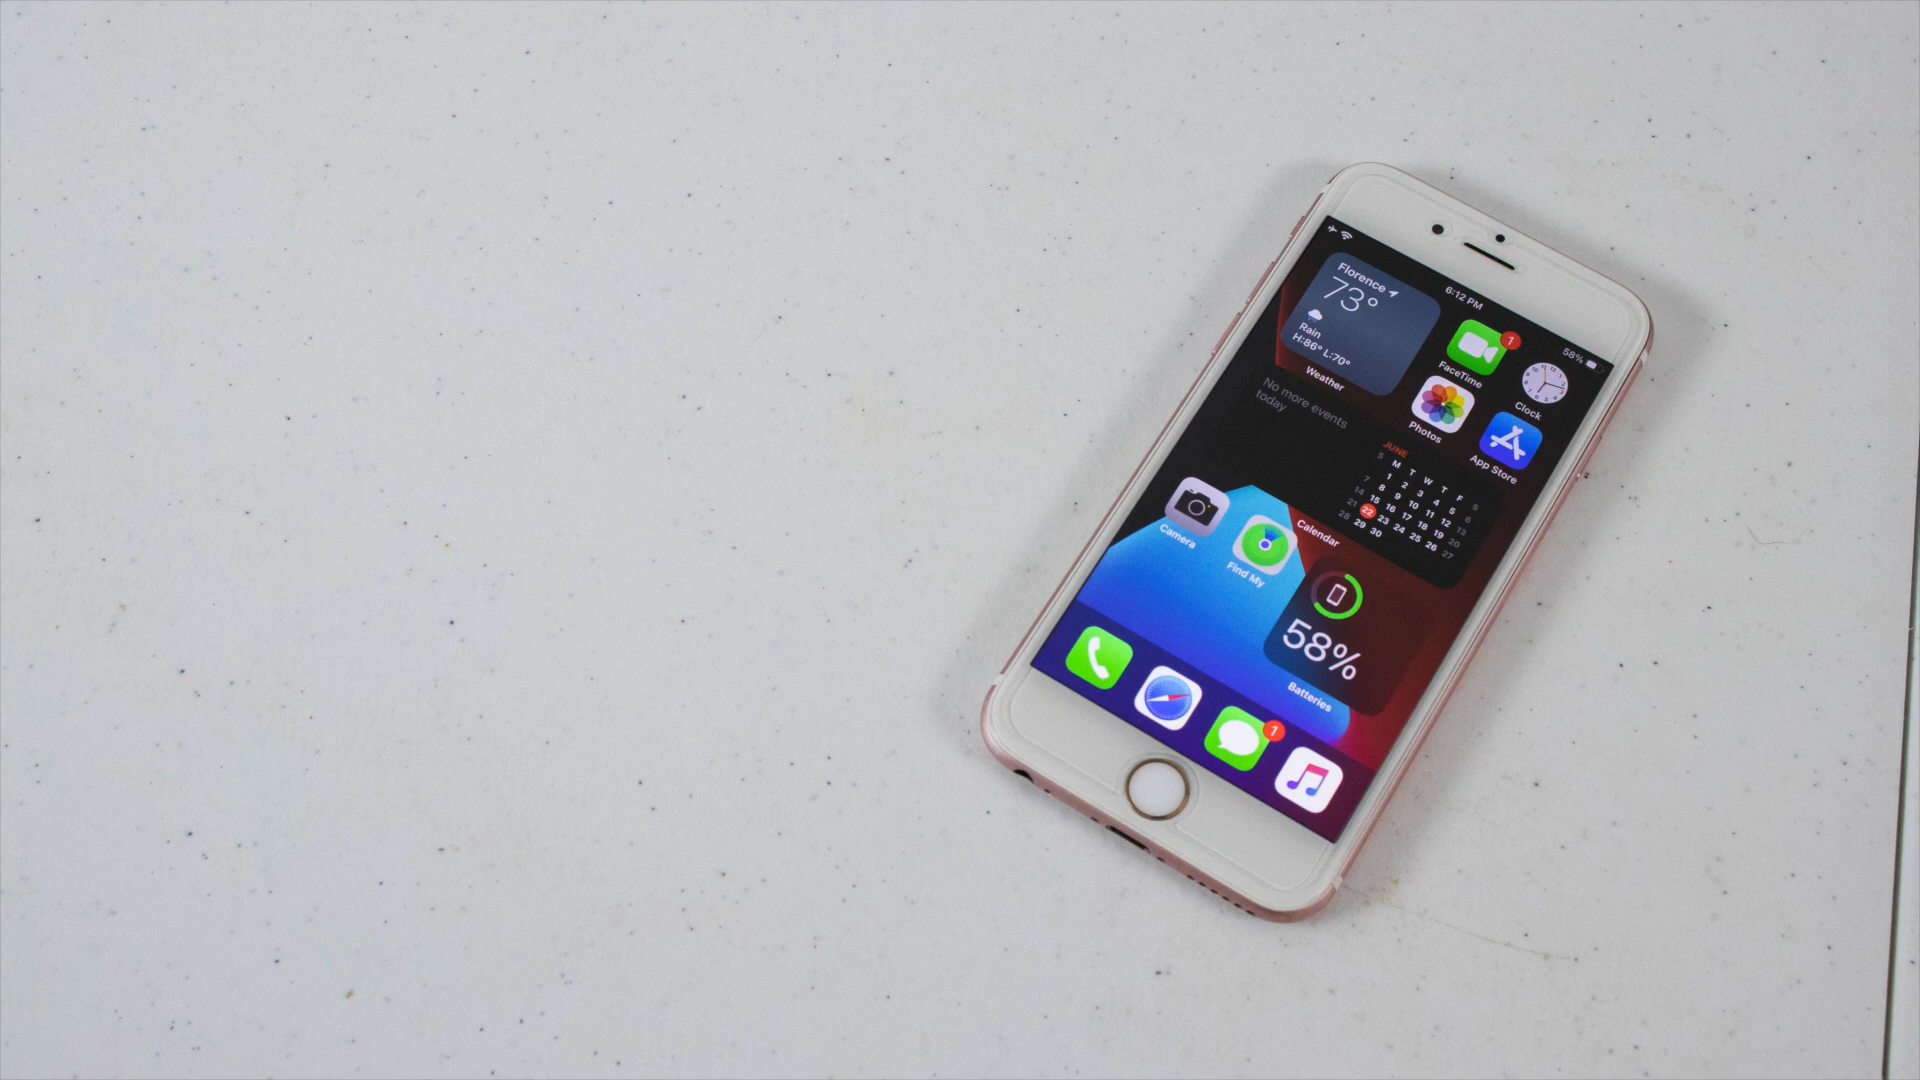 6:12 PM
58%
Florence
73°
Rain
H:86° L:70°
Weather
1
FaceTime
Clock
Photos
App Store
No more events
today
JUNE
S M T W T F S
1 2 3 4 5 6
7 8 9 10 11 12 13
14 15 16 17 18 19 20
21 22 23 24 25 26 27
28 29 30
Calendar
Camera
Find My
58%
Batteries
1